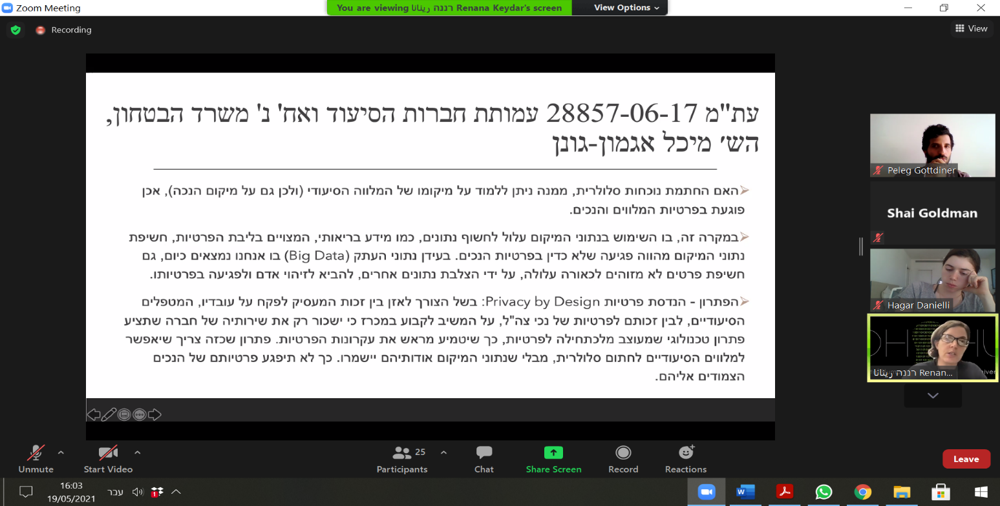 Zoom Meeting
You are viewing רננה رينانا Renana Keydar's screen
View Options
Recording
View
עת"מ 28857-06-17 עמותת חברות הסיעוד ואח' נ' משרד הבטחון,
הש׳ מיכל אגמון-גונן
האם החתמת נוכחות סלולרית, ממנה ניתן ללמוד על מיקומו של המלווה הסיעודי (ולכן גם על מיקום הנכה), אכן
פוגעת בפרטיות המלווים והנכים.
במקרה זה, בו השימוש בנתוני המיקום עלול לחשוף נתונים, כמו מידע בריאותי, המצויים בליבת הפרטיות, חשיפת
נתוני המיקום מהווה פגיעה שלא כדין בפרטיות הנכים. בעידן נתוני העתק (Big Data) בו אנחנו נמצאים כיום, גם
חשיפת פרטים לא מזוהים לכאורה עלולה, על ידי הצלבת נתונים אחרים, להביא לזיהוי אדם ולפגיעה בפרטיותו.
הפתרון - הנדסת פרטיות Privacy by Design: בשל הצורך לאזן בין זכות המעסיק לפקח על עובדיו, המטפלים
הסיעודיים, לבין זכותם לפרטיות של נכי צה"ל, על המשיב לקבוע במכרז כי ישכור רק את שירותיה של חברה שתציע
פתרון טכנולוגי שמעוצב מלכתחילה לפרטיות, כך שיטמיע מראש את עקרונות הפרטיות. פתרון שכזה צריך שיאפשר
למלווים הסיעודיים לחתום סלולרית, מבלי שנתוני המיקום אודותיהם יישמרו. כך לא תיפגע פרטיותם של הנכים
הצמודים אליהם.
Peleg Gottdiner
Shai Goldman
Hagar Danielli
רננה رينانا Renan...
Unmute
Start Video
25
Participants
Chat
Share Screen
Record
Reactions
Leave
16:03
19/05/2021
עבר
1